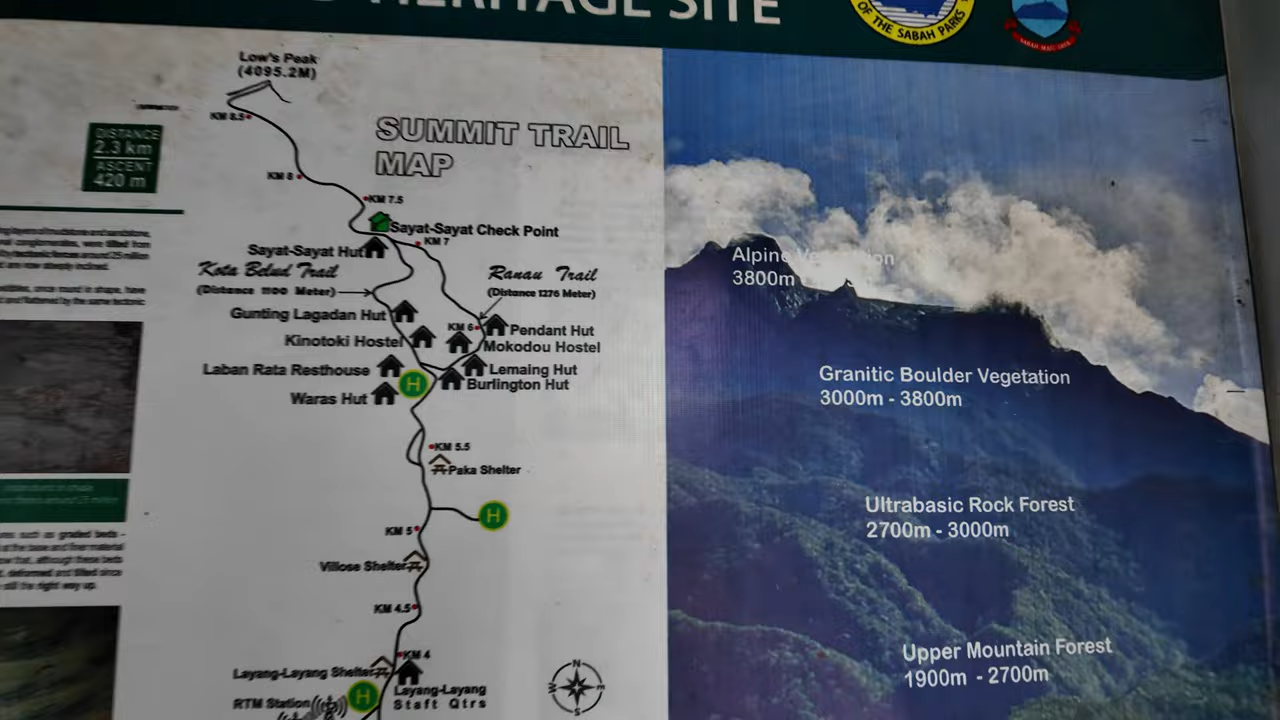 HERITAGE SITE
OF THE SABAH PARKS
SABAH MAJU JAYA
Low's Peak
(4095.2M)
KM 8.5
DISTANCE
2.3 km
ASCENT
420 m
SUMMIT TRAIL
MAP
KM 8
KM 7.5
Sayat-Sayat Check Point
KM 7
Sayat-Sayat Hut
Kota Belud Trail
(Distance 1100 Meter)
Ranau Trail
(Distance 1276 Meter)
Gunting Lagadan Hut
KM 6
Pendant Hut
Kinotoki Hostel
Mokodou Hostel
Laban Rata Resthouse
Lemaing Hut
H
Burlington Hut
Waras Hut
KM 5.5
Paka Shelter
H
KM 5
Villose Shelter
KM 4.5
KM 4
Layang-Layang Shelter
Layang-Layang
Staft Qtrs
H
RTM Station
N
W
E
S
Alpine Vegetation
3800m
Granitic Boulder Vegetation
3000m - 3800m
Ultrabasic Rock Forest
2700m - 3000m
Upper Mountain Forest
1900m - 2700m